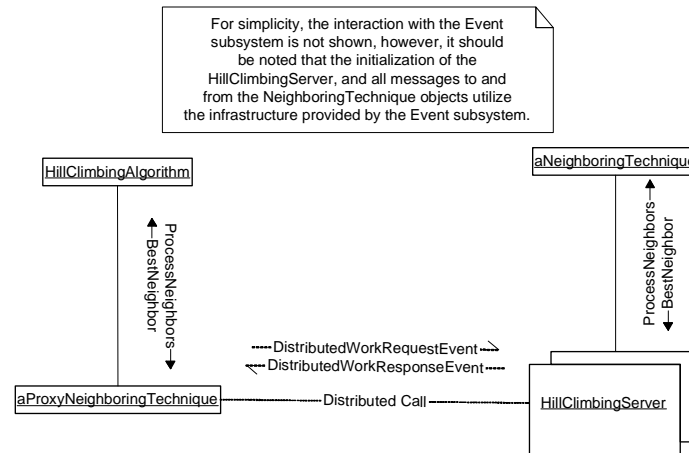 For simplicity, the interaction with the Event
subsystem is not shown, however, it should
be noted that the initialization of the
HillClimbingServer, and all messages to and
from the NeighboringTechnique objects utilize
the infrastructure provided by the Event subsystem.
HillClimbingAlgorithm
aNeighboringTechnique
ProcessNeighbors
BestNeighbor
ProcessNeighbors
BestNeighbor
DistributedWorkRequestEvent
DistributedWorkResponseEvent
aProxyNeighboringTechnique
Distributed Call
HillClimbingServer